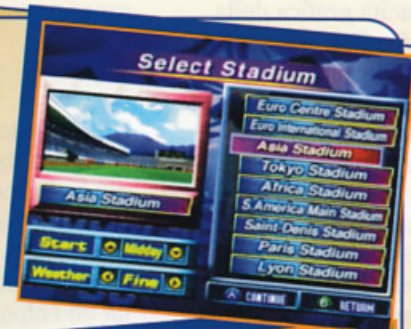 Select Stadium
Asia Stadium
Start Midday
Weather Fine
Euro Centre Stadium
Euro International Stadium
Asia Stadium
Tokyo Stadium
Africa Stadium
S.America Main Stadium
Saint-Denis Stadium
Paris Stadium
Lyon Stadium
A CONTINUE B RETURN